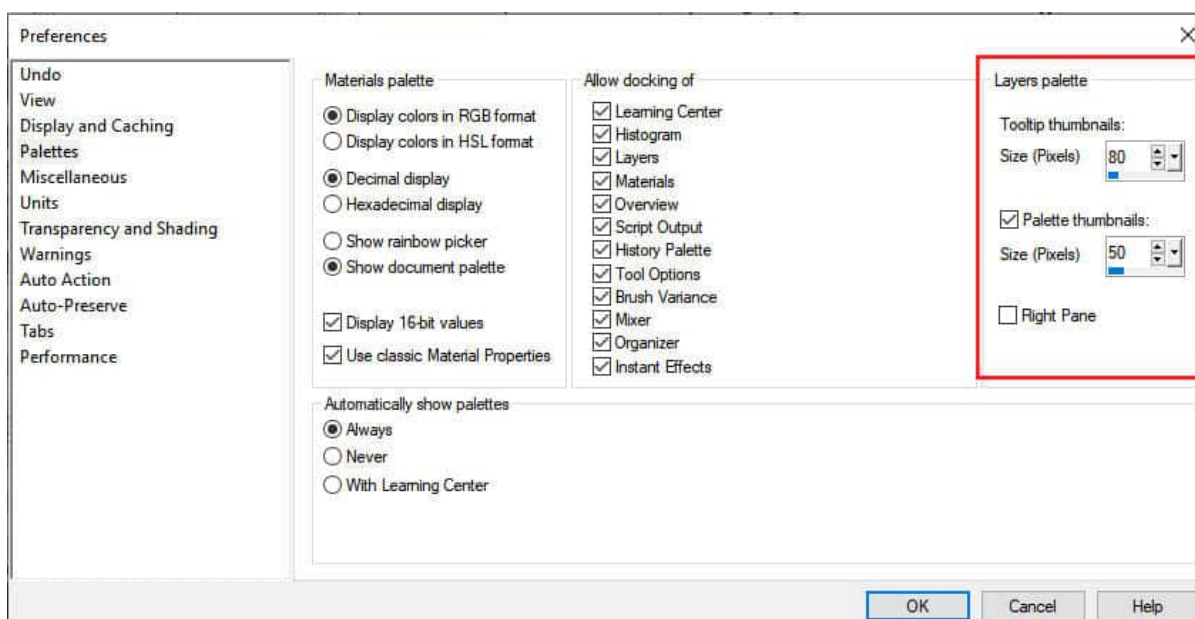 Preferences
Undo
View
Display and Caching
Palettes
Miscellaneous
Units
Transparency and Shading
Warnings
Auto Action
Auto-Preserve
Tabs
Performance
Materials palette
Display colors in RGB format
Display colors in HSL format
Decimal display
Hexadecimal display
Show rainbow picker
Show document palette
Display 16-bit values
Use classic Material Properties
Allow docking of
Learning Center
Histogram
Layers
Materials
Overview
Script Output
History Palette
Tool Options
Brush Variance
Mixer
Organizer
Instant Effects
Layers palette
Tooltip thumbnails:
Size (Pixels) 80
Palette thumbnails:
Size (Pixels) 50
Right Pane
Automatically show palettes
Always
Never
With Learning Center
OK Cancel Help